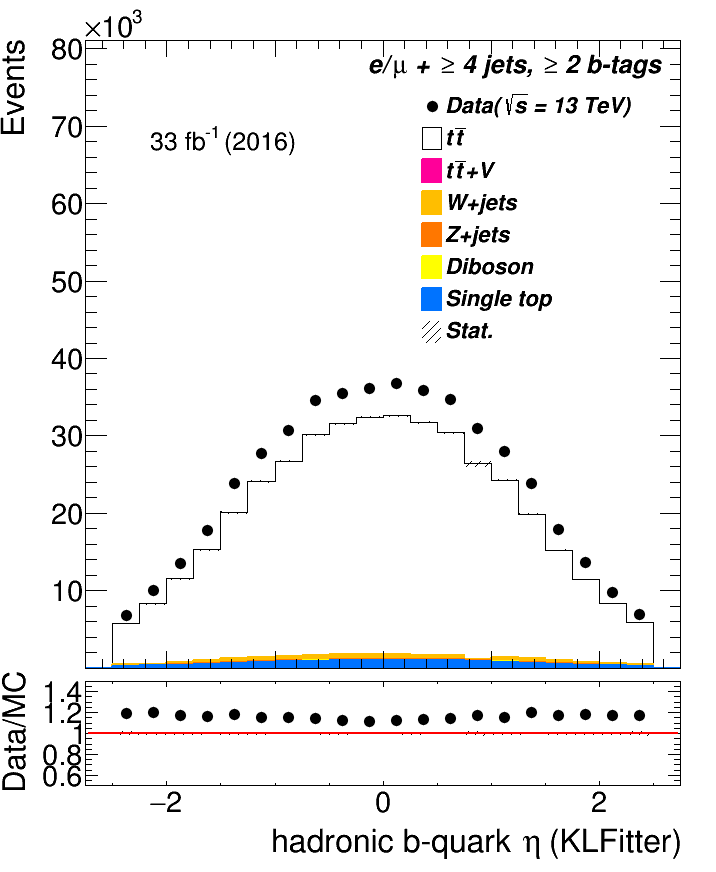 ×10³
Events
80
70
60
50
40
30
20
10
e/μ + ≥ 4 jets, ≥ 2 b-tags
33 fb⁻¹ (2016)
Data(√s = 13 TeV)
tt̅
tt̅+V
W+jets
Z+jets
Diboson
Single top
Stat.
Data/MC
1.4
1.2
1
0.8
0.6
−2 0 2
hadronic b-quark η (KLFitter)